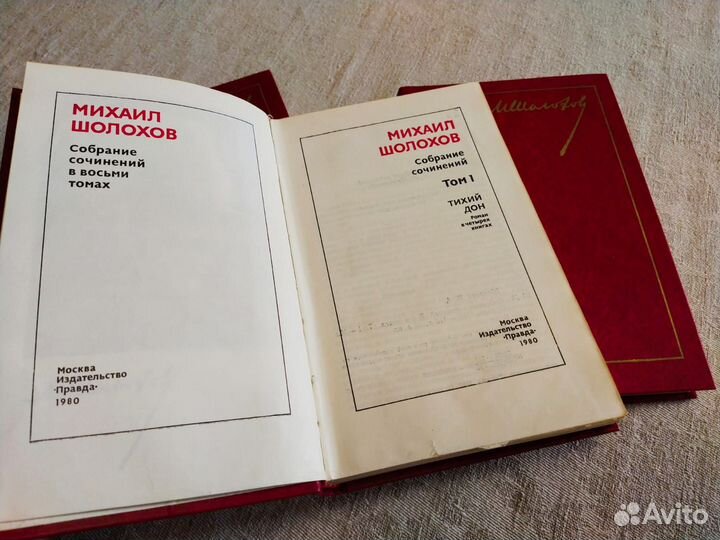 МИХАИЛ
ШОЛОХОВ
Собрание
сочинений
в восьми
томах
Москва
Издательство
·Правда·
1980
МИХАИЛ
ШОЛОХОВ
Собрание
сочинений
Том 1
ТИХИЙ
ДОН
Роман
в четырех
книгах
Москва
Издательство
·Правда·
1980
МШолохов
Avito